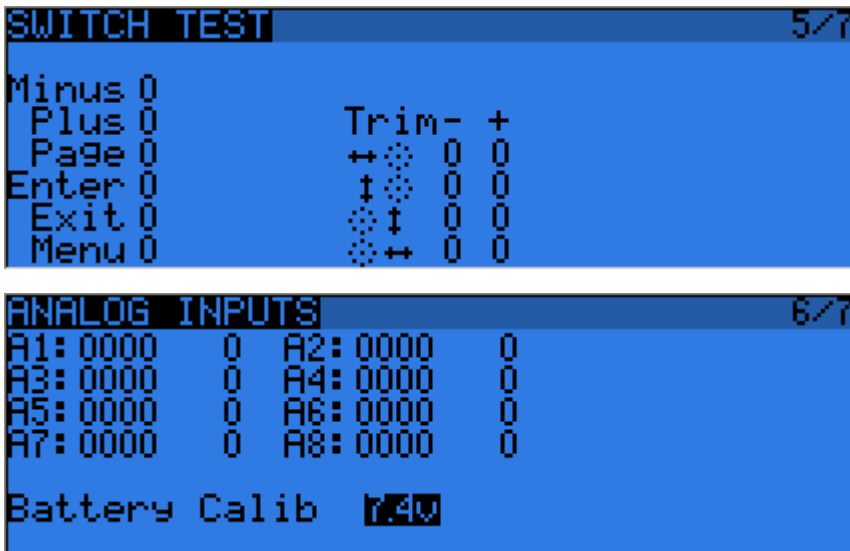 SWITCH TEST 5/7
Minus 0
Plus 0 Trim - +
Page 0 ↔ 0 0
Enter 0 ↕ 0 0
Exit 0 ↕ 0 0
Menu 0 ↔ 0 0
ANALOG INPUTS 6/7
A1:0000 0 A2:0000 0
A3:0000 0 A4:0000 0
A5:0000 0 A6:0000 0
A7:0000 0 A8:0000 0
Battery Calib 7.4v